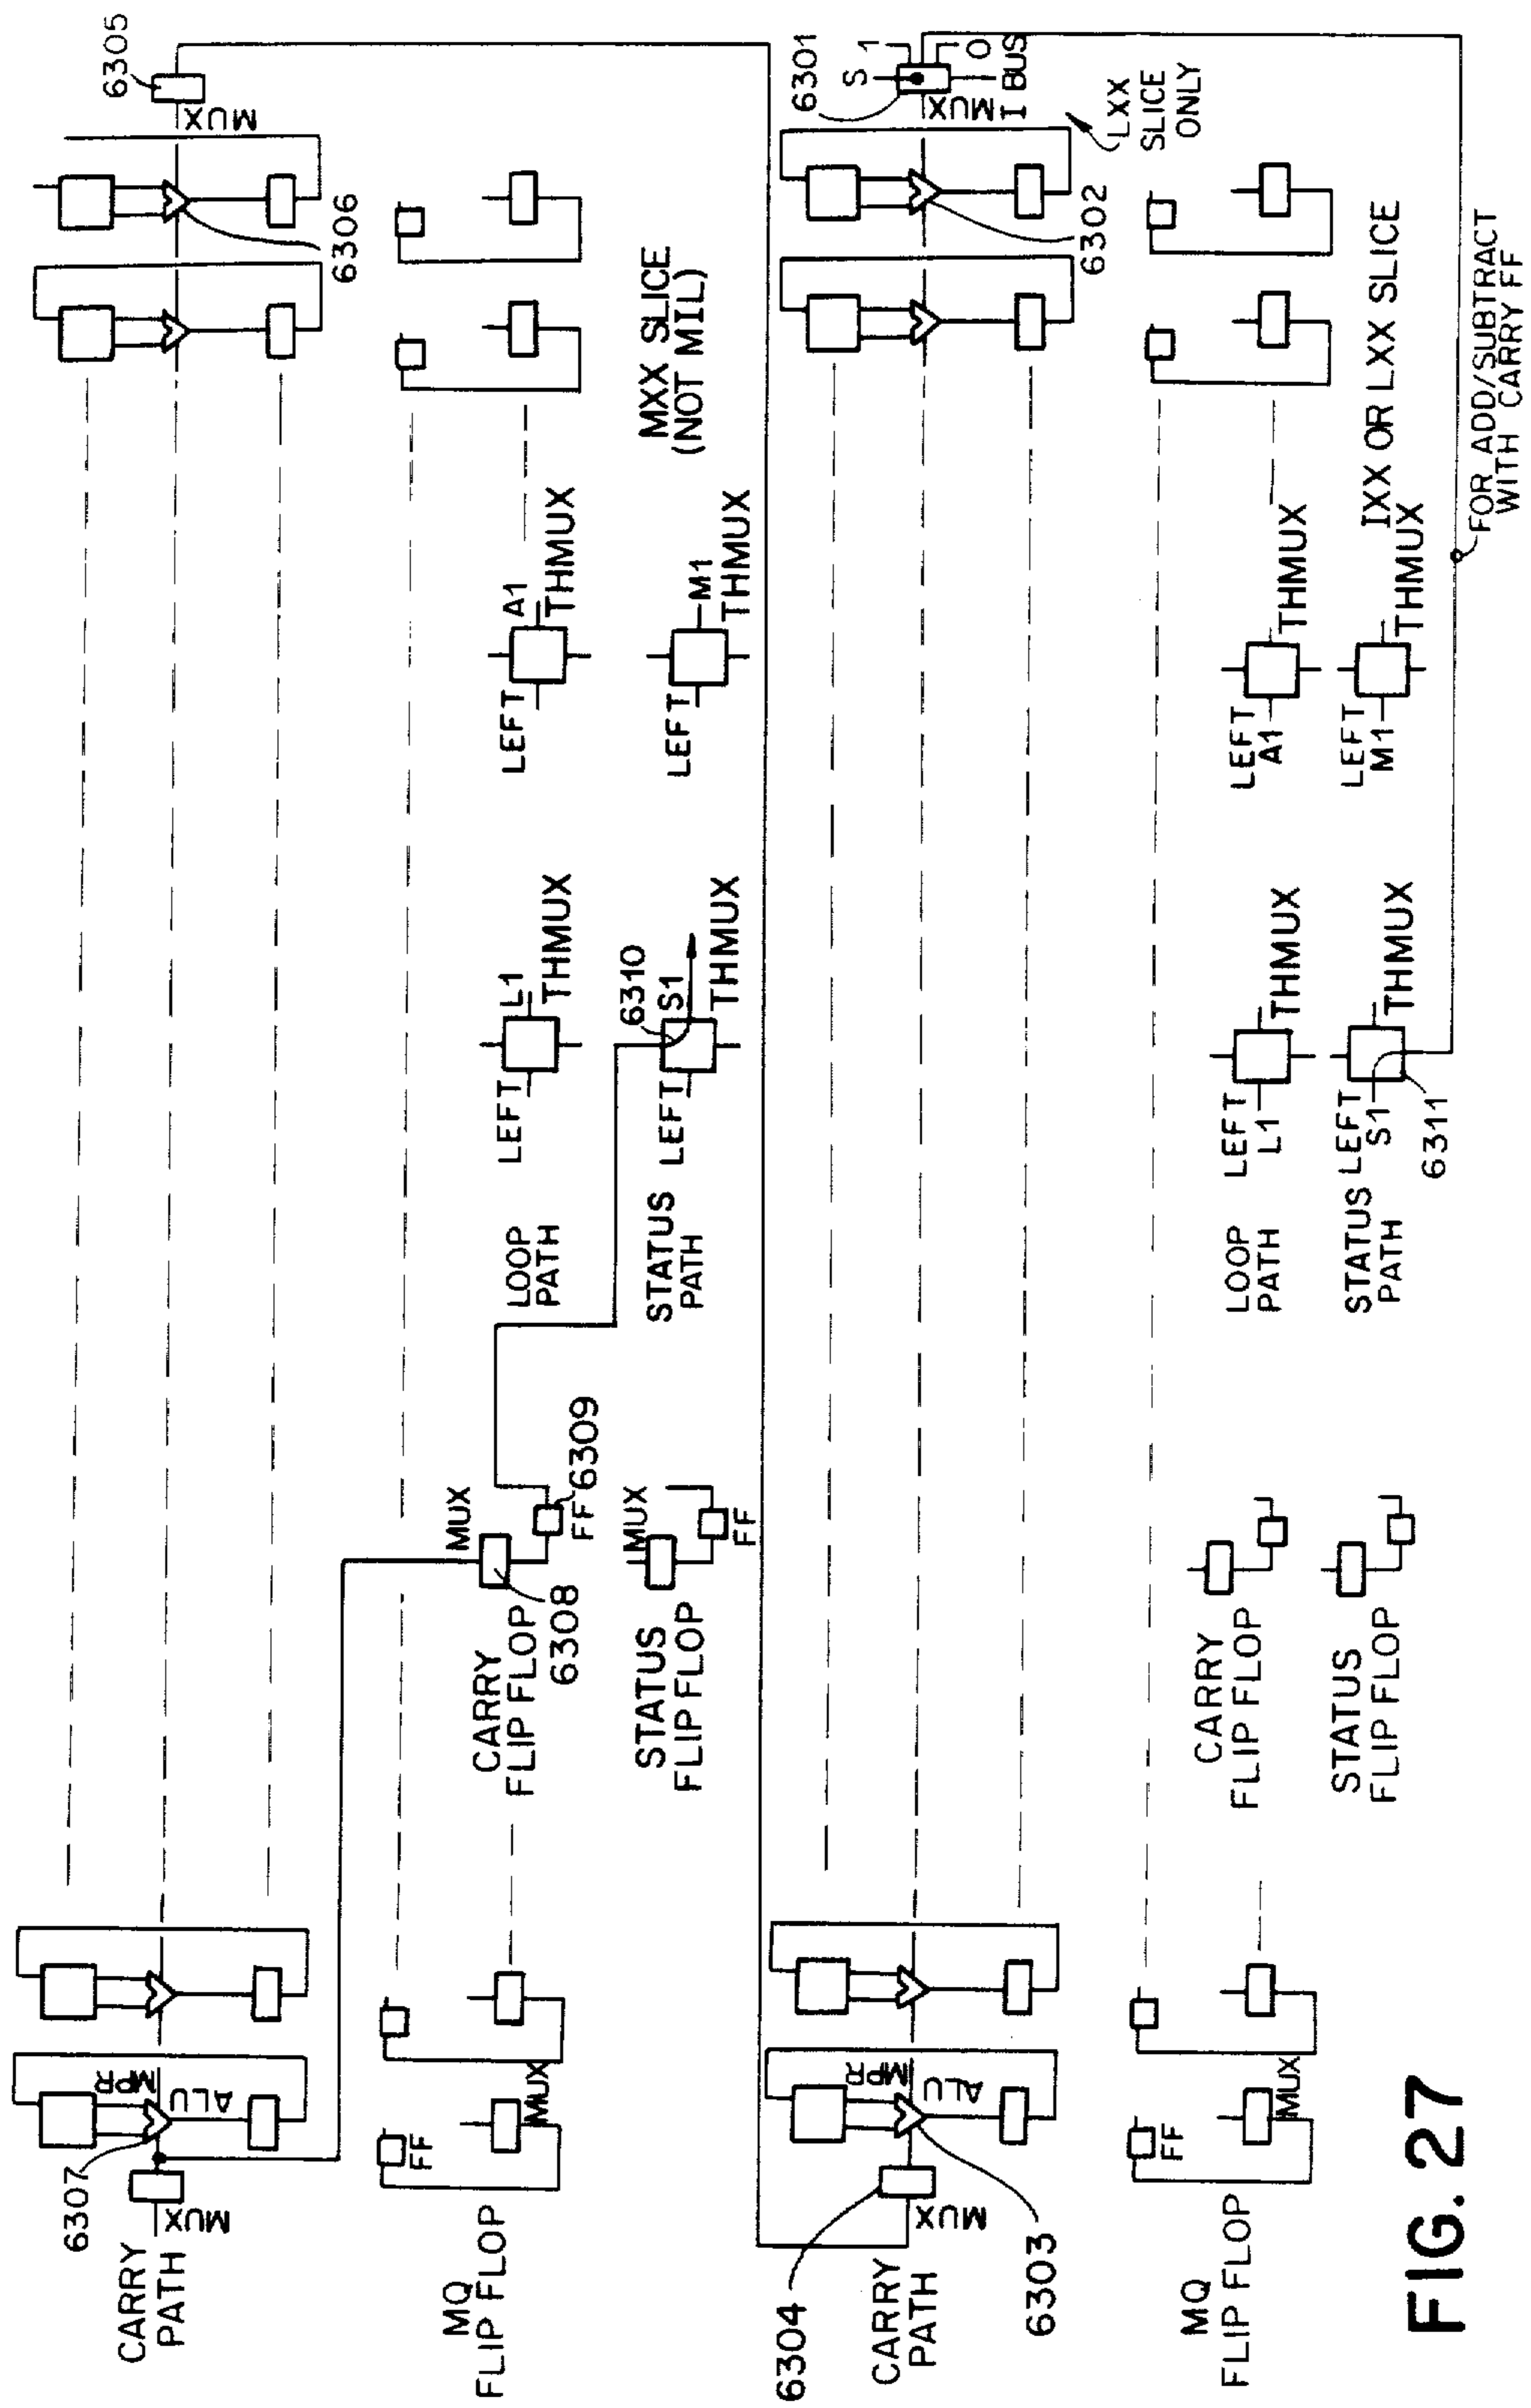 6307
CARRY
PATH
MUX
MPR
ALU
6306
MUX
6305
MQ
FLIP FLOP
FF
MUX
CARRY
FLIP FLOP
6308
MUX
FF
6309
LOOP
PATH
LEFT
L1
THMUX
LEFT
A1
THMUX
MXX SLICE
(NOT MIL)
STATUS
FLIP FLOP
MUX
FF
STATUS
PATH
LEFT
6310
S1
THMUX
LEFT
M1
THMUX
6304
CARRY
PATH
MUX
MPR
ALU
6303
6302
6301
S
1
0
MUX
I BUS
LXX
SLICE
ONLY
MQ
FLIP FLOP
FF
MUX
CARRY
FLIP FLOP
LOOP
PATH
LEFT
L1
THMUX
LEFT
A1
THMUX
IXX OR LXX SLICE
STATUS
FLIP FLOP
STATUS
PATH
LEFT
S1
THMUX
6311
LEFT
M1
THMUX
FOR ADD/SUBTRACT
WITH CARRY FF
FIG. 27